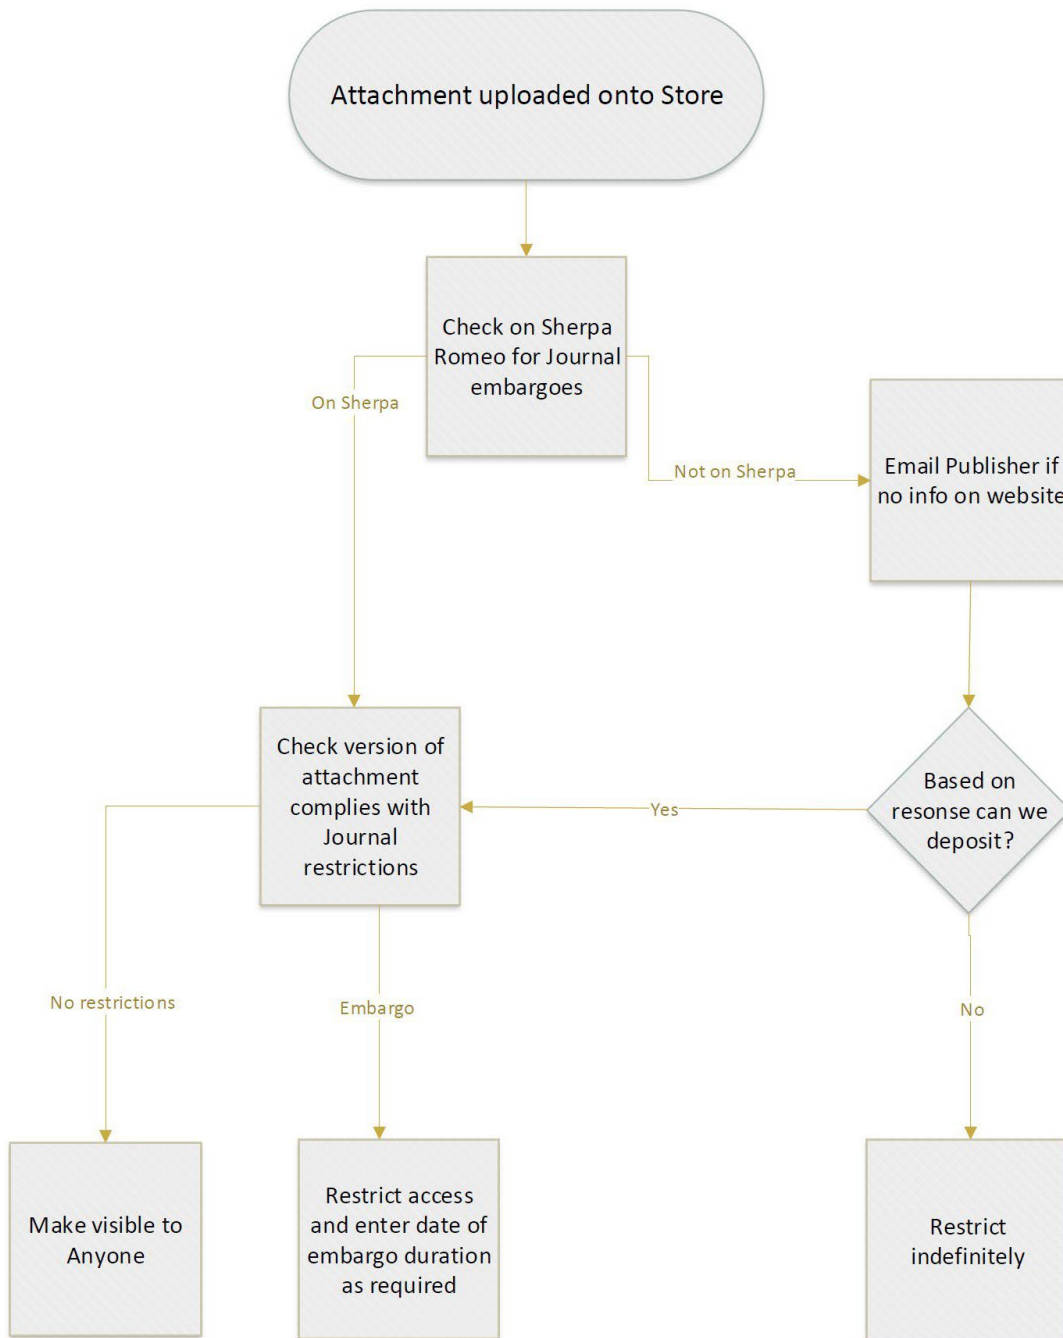 Attachment uploaded onto Store
Check on Sherpa
Romeo for Journal
embargoes
On Sherpa
Not on Sherpa
Email Publisher if
no info on website
Check version of
attachment
complies with
Journal
restrictions
Yes
Based on
resonse can we
deposit?
No restrictions
Embargo
No
Make visible to
Anyone
Restrict access
and enter date of
embargo duration
as required
Restrict
indefinitely